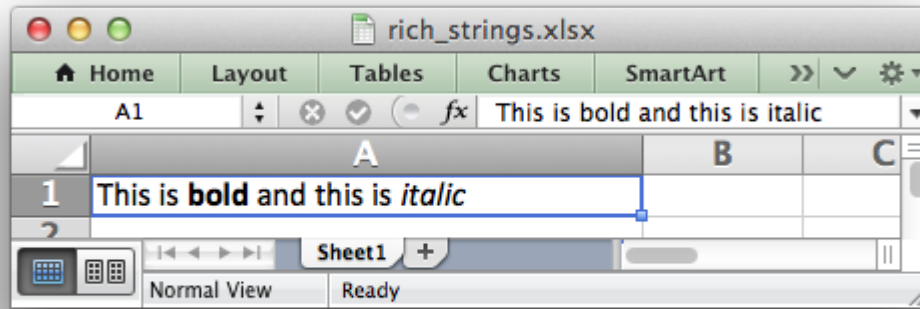 rich_strings.xlsx
Home Layout Tables Charts SmartArt
A1 fx This is bold and this is italic
A B C
1 This is bold and this is italic
2
Sheet1
Normal View Ready